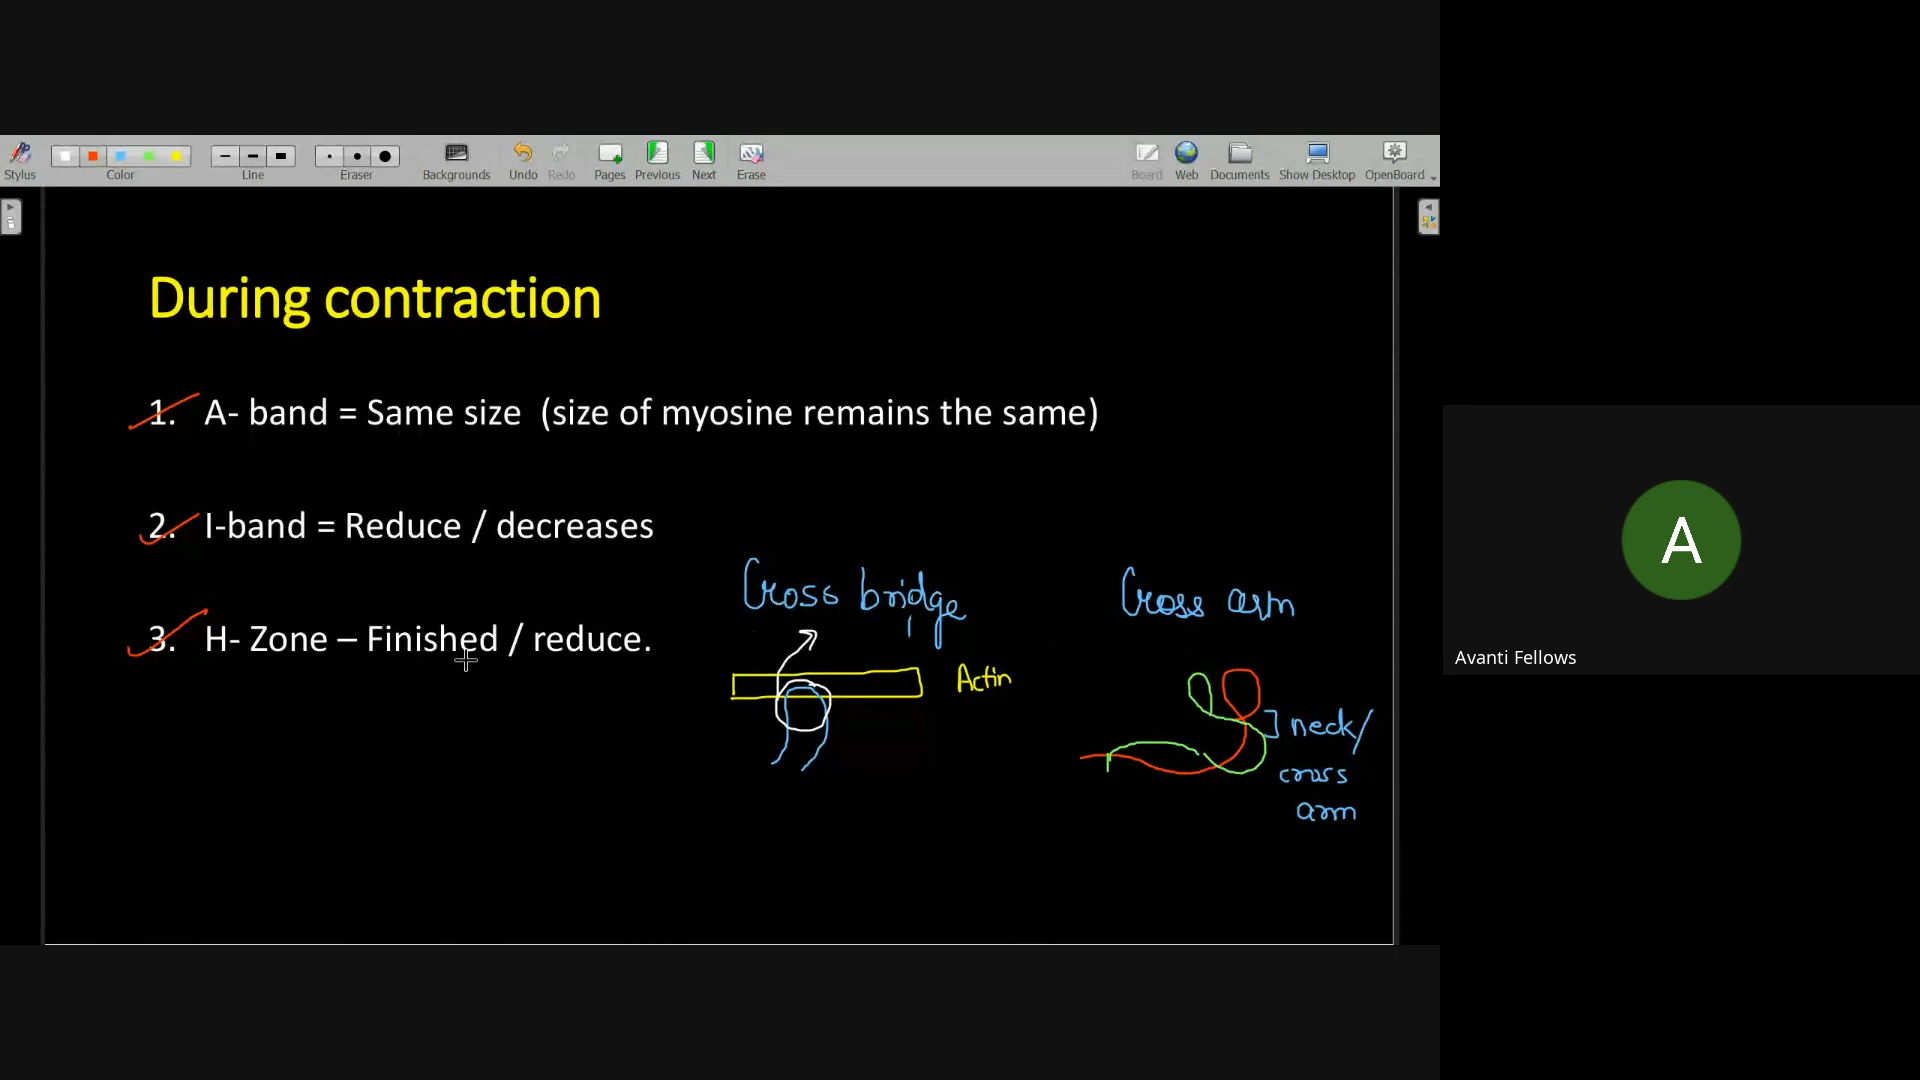 Stylus
Color
Line
Eraser
Backgrounds
Undo
Redo
Pages
Previous
Next
Erase
Board
Web
Documents
Show Desktop
OpenBoard
During contraction
1. A- band = Same size (size of myosine remains the same)
2. I-band = Reduce / decreases
3. H- Zone – Finished / reduce.
Cross bridge
Actin
Cross arm
neck/
cross
arm
A
Avanti Fellows